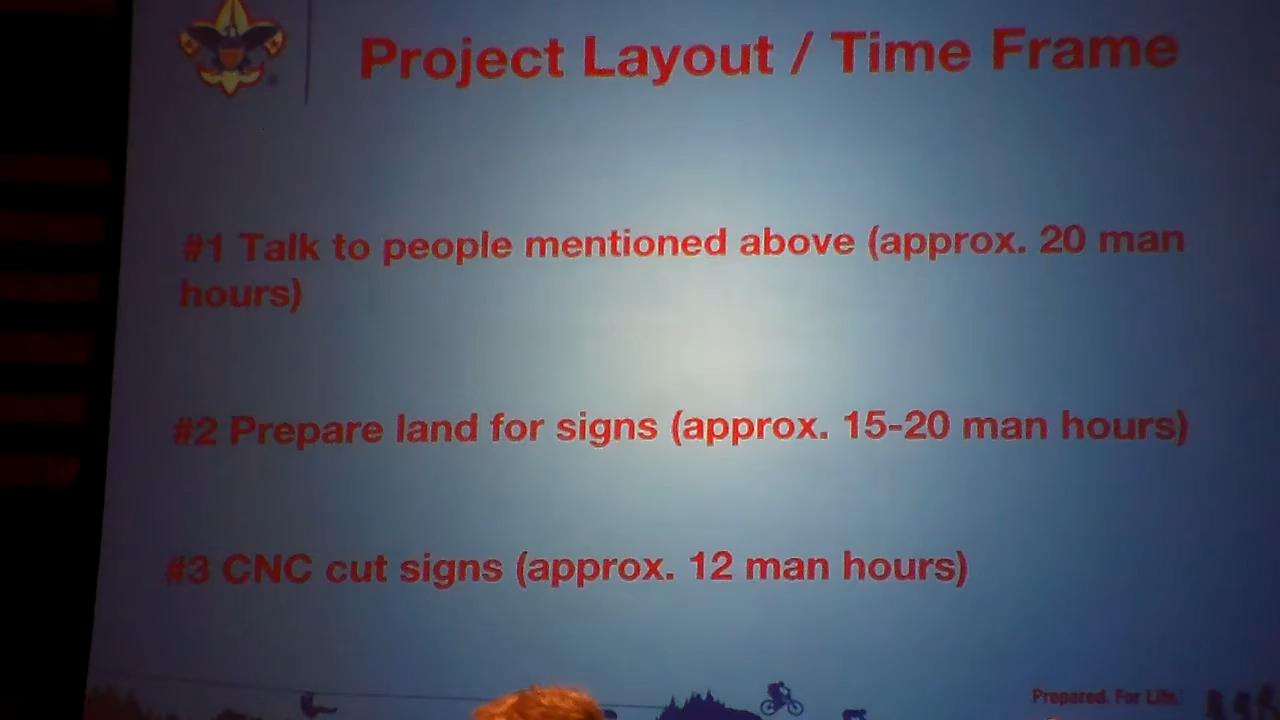 Project Layout / Time Frame
#1 Talk to people mentioned above (approx. 20 man
hours)
#2 Prepare land for signs (approx. 15-20 man hours)
#3 CNC cut signs (approx. 12 man hours)
Prepared. For Life.